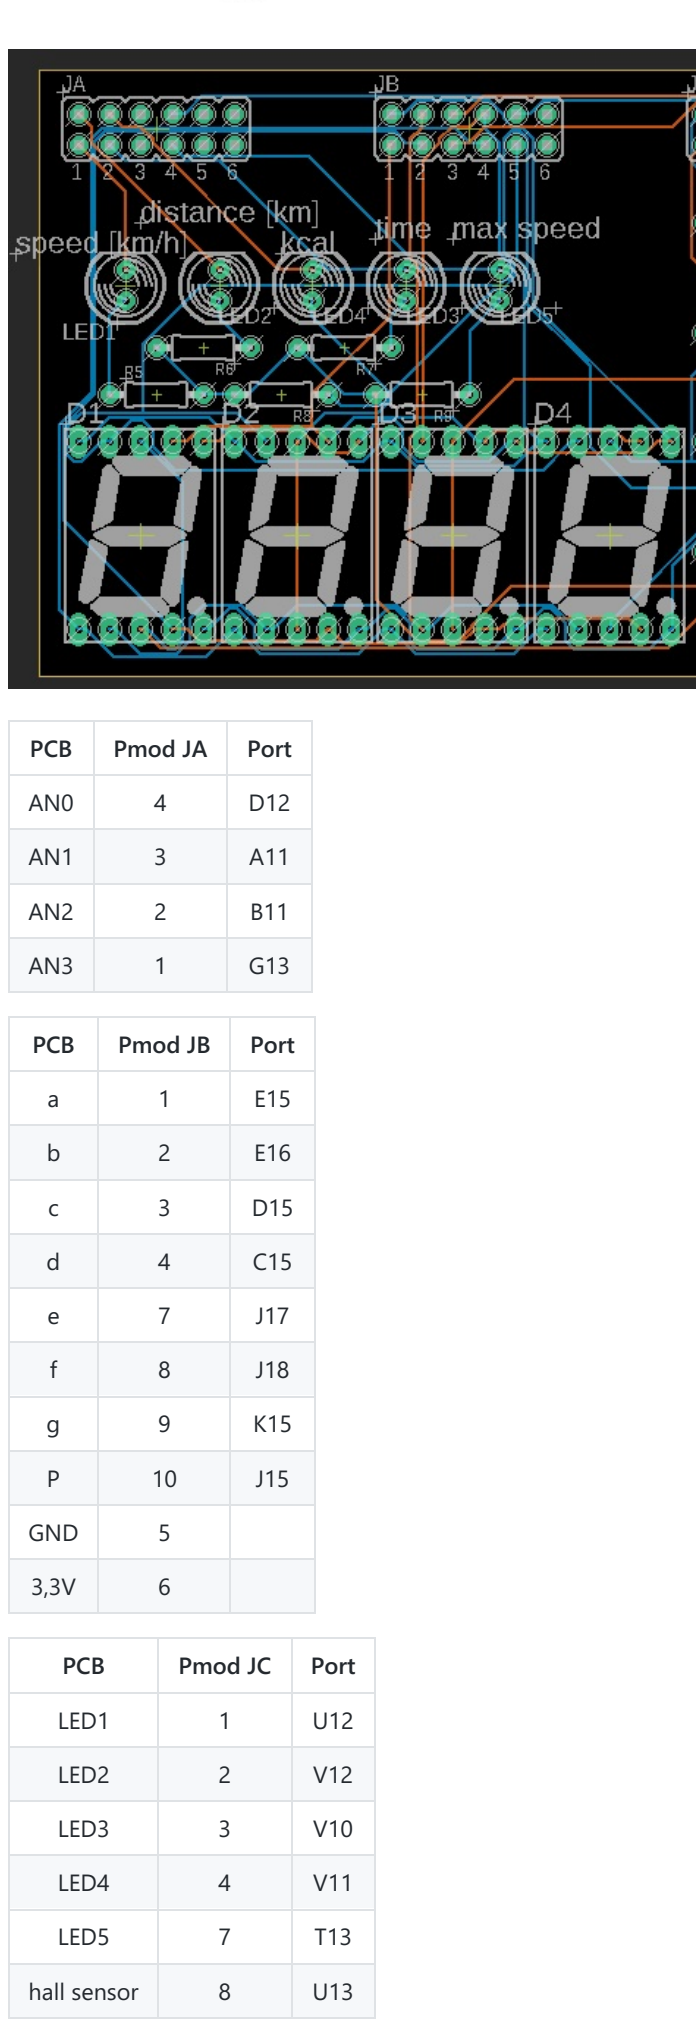 JA JB
1 2 3 4 5 6 1 2 3 4 5 6
distance [km]
speed [km/h] kcal time max speed
LED1 LED2 LED4 LED3 LED5
R5 R6 R7
R8 R9
D1 D2 D3 D4
PCB Pmod JA Port
AN0 4 D12
AN1 3 A11
AN2 2 B11
AN3 1 G13
PCB Pmod JB Port
a 1 E15
b 2 E16
c 3 D15
d 4 C15
e 7 J17
f 8 J18
g 9 K15
P 10 J15
GND 5
3,3V 6
PCB Pmod JC Port
LED1 1 U12
LED2 2 V12
LED3 3 V10
LED4 4 V11
LED5 7 T13
hall sensor 8 U13